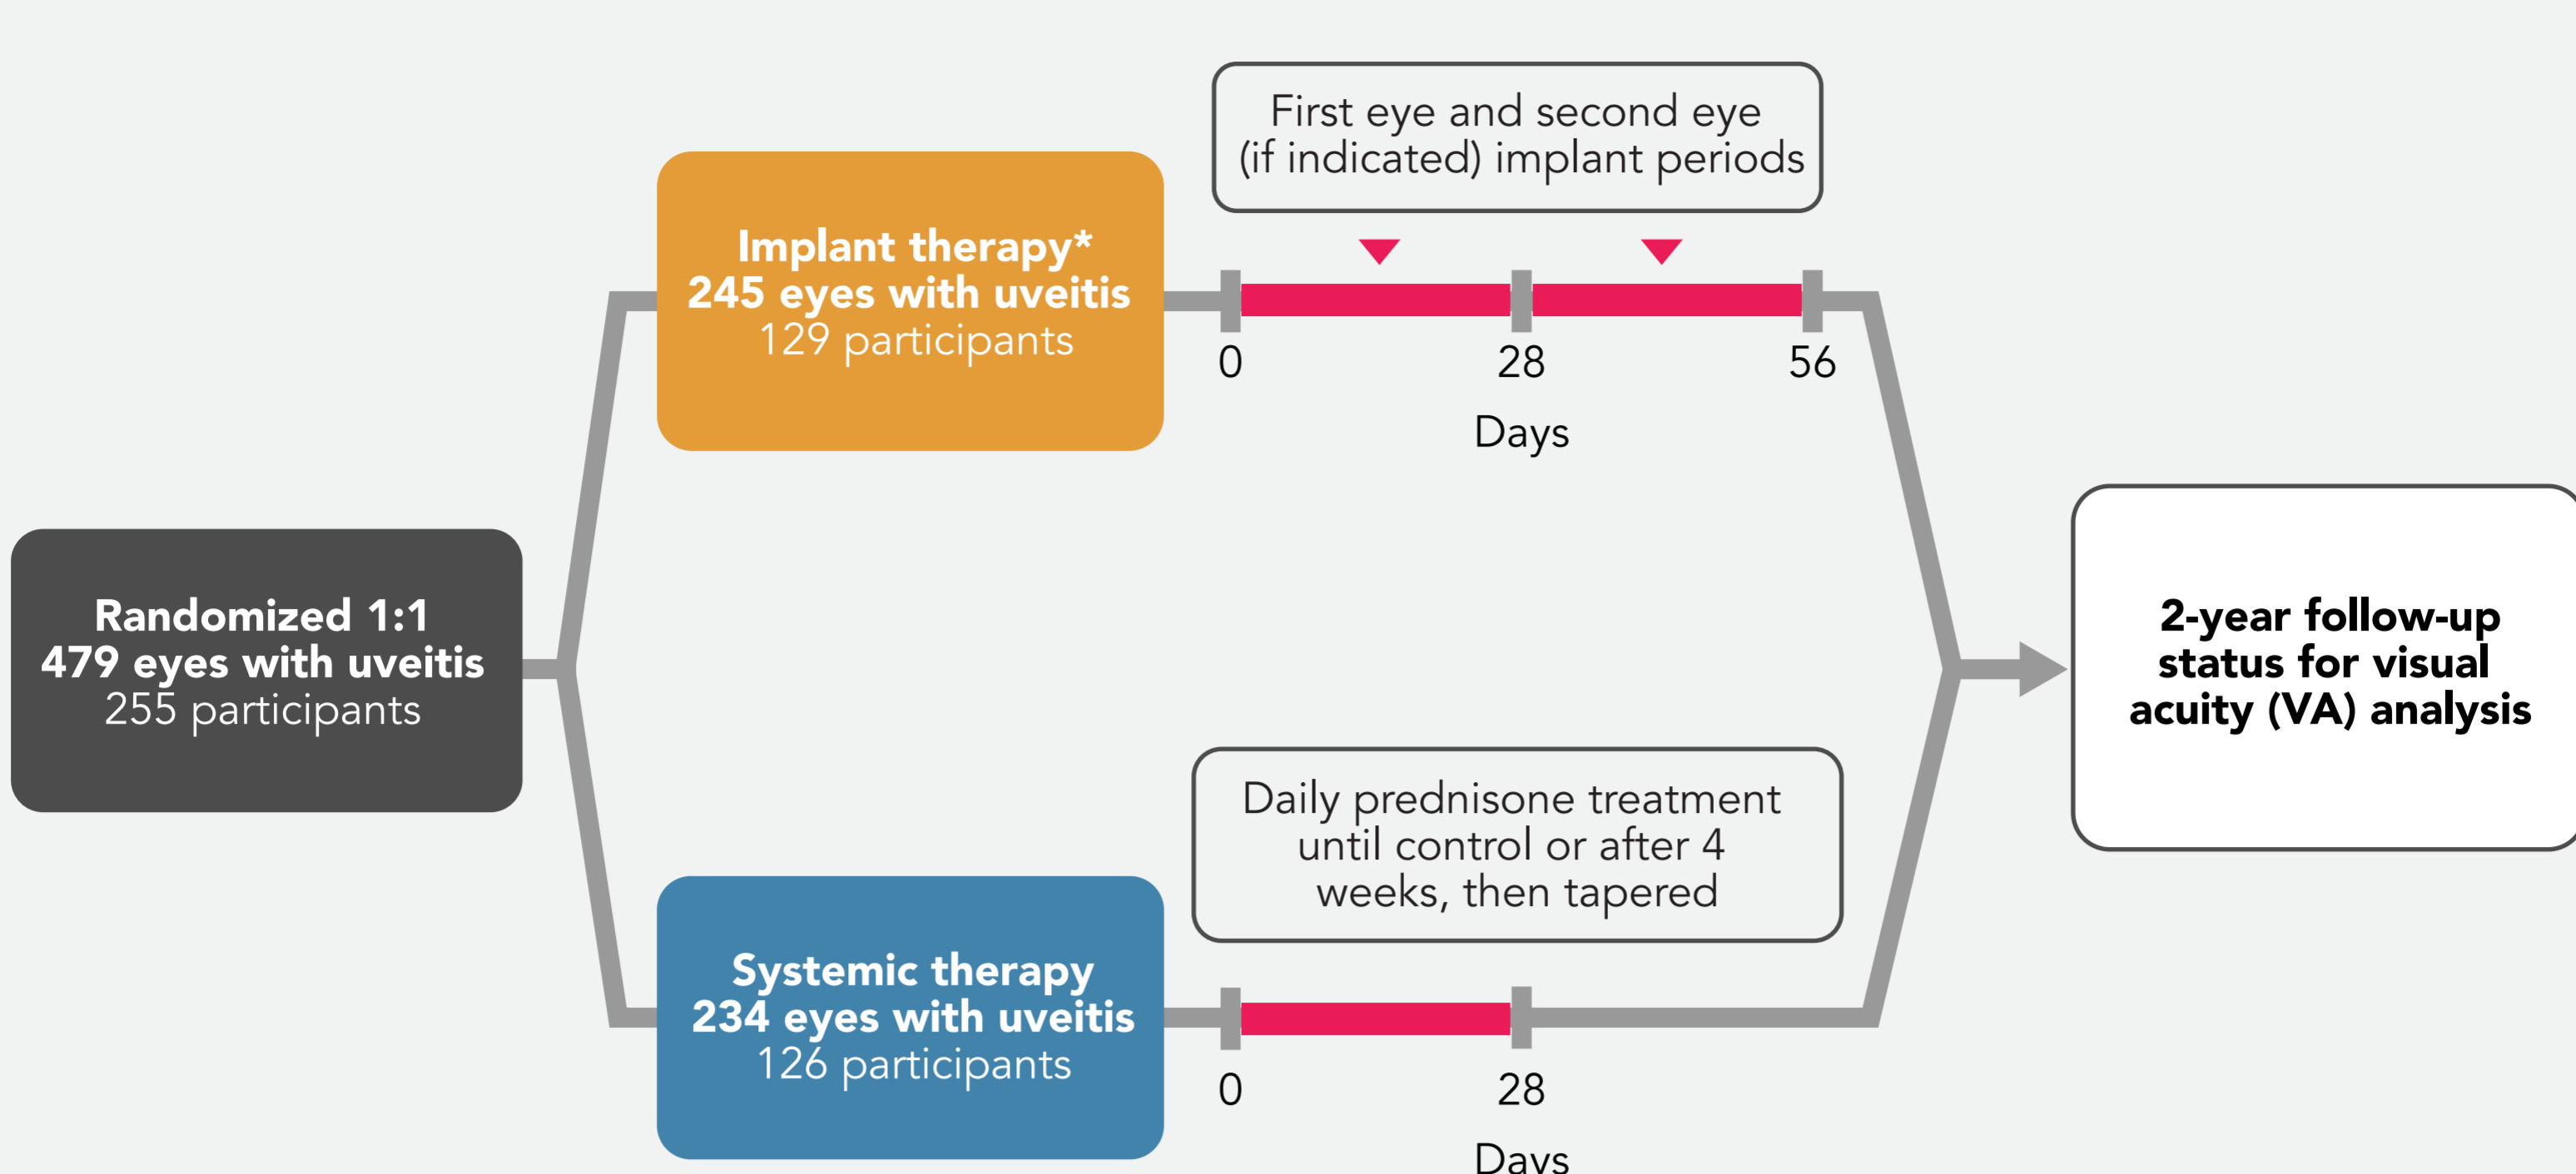 Randomized 1:1
479 eyes with uveitis
255 participants
Implant therapy*
245 eyes with uveitis
129 participants
First eye and second eye
(if indicated) implant periods
0
28
56
Days
Systemic therapy
234 eyes with uveitis
126 participants
Daily prednisone treatment
until control or after 4
weeks, then tapered
0
28
Days
2-year follow-up
status for visual
acuity (VA) analysis